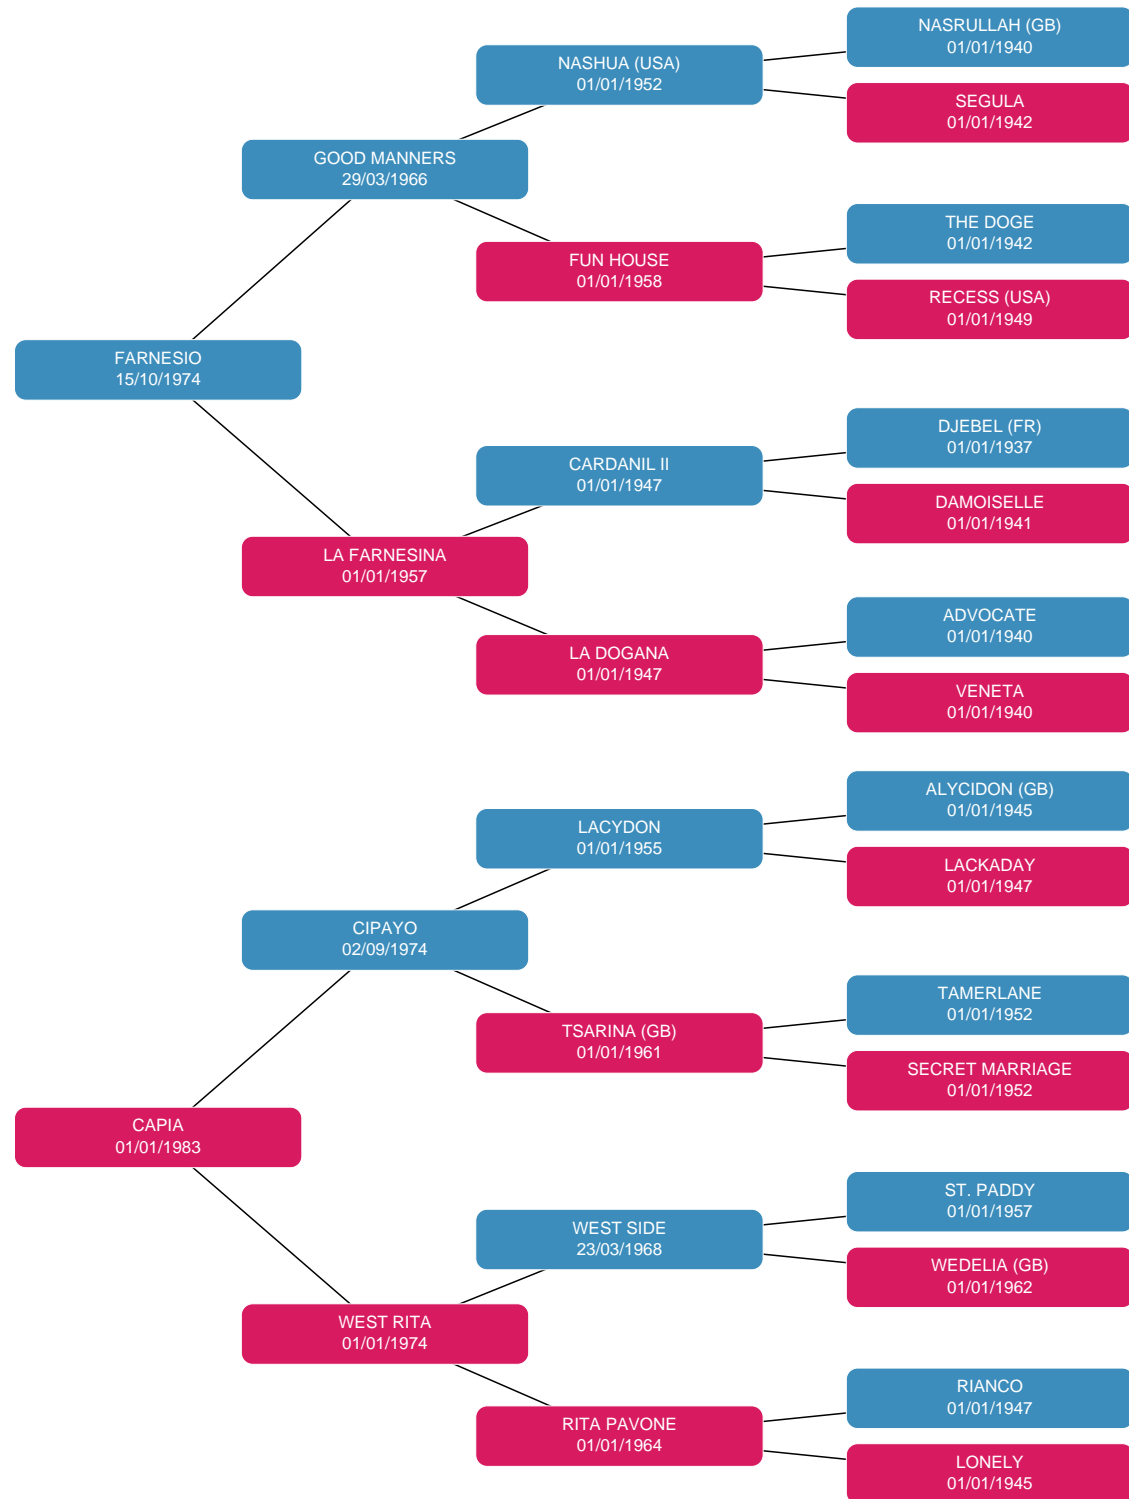 NASRULLAH (GB)
01/01/1940
NASHUA (USA)
01/01/1952
SEGULA
01/01/1942
GOOD MANNERS
29/03/1966
THE DOGE
01/01/1942
FUN HOUSE
01/01/1958
RECESS (USA)
01/01/1949
FARNESIO
15/10/1974
DJEBEL (FR)
01/01/1937
CARDANIL II
01/01/1947
DAMOISELLE
01/01/1941
LA FARNESINA
01/01/1957
ADVOCATE
01/01/1940
LA DOGANA
01/01/1947
VENETA
01/01/1940
ALYCIDON (GB)
01/01/1945
LACYDON
01/01/1955
LACKADAY
01/01/1947
CIPAYO
02/09/1974
TAMERLANE
01/01/1952
TSARINA (GB)
01/01/1961
SECRET MARRIAGE
01/01/1952
CAPIA
01/01/1983
ST. PADDY
01/01/1957
WEST SIDE
23/03/1968
WEDELIA (GB)
01/01/1962
WEST RITA
01/01/1974
RIANCO
01/01/1947
RITA PAVONE
01/01/1964
LONELY
01/01/1945